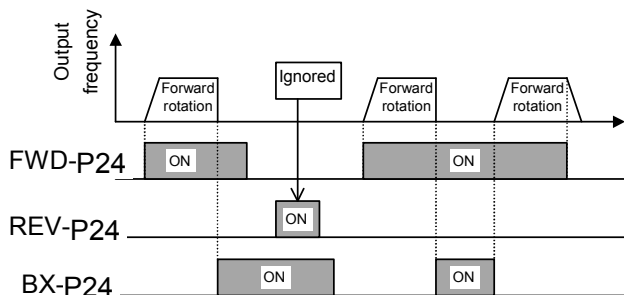 Output
frequency
Ignored
Forward
rotation
Forward
rotation
Forward
rotation
FWD-P24
ON
ON
REV-P24
ON
BX-P24
ON
ON